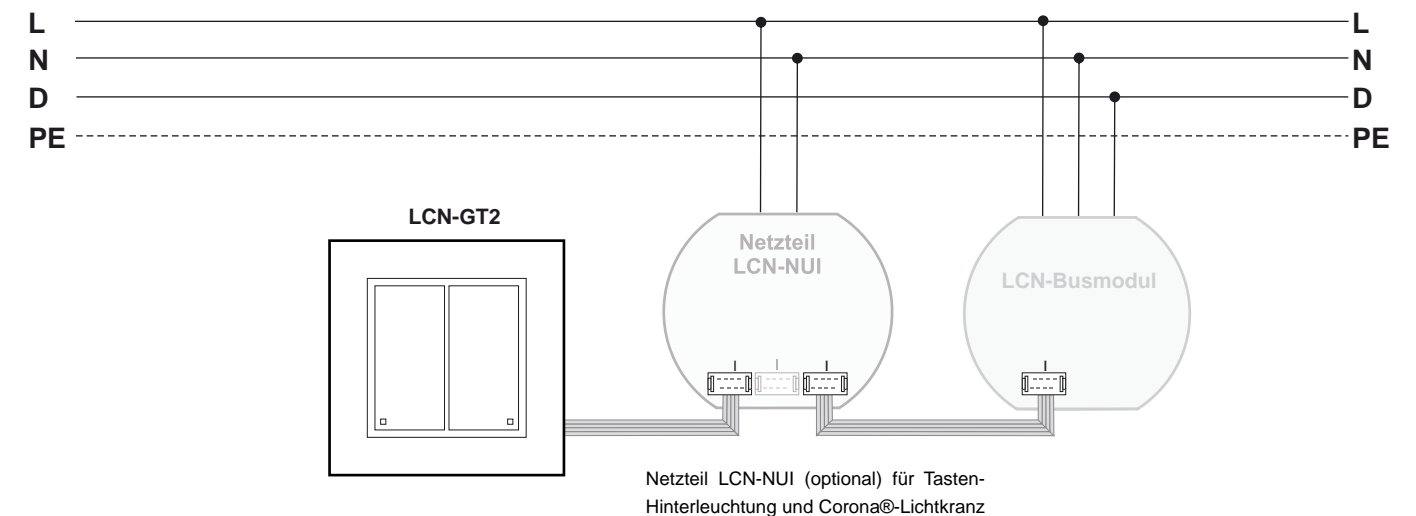 L L
N N
D D
PE PE
LCN-GT2
Netzteil
LCN-NUI
LCN-Busmodul
I I I I
Netzteil LCN-NUI (optional) für Tasten-
Hinterleuchtung und Corona®-Lichtkranz